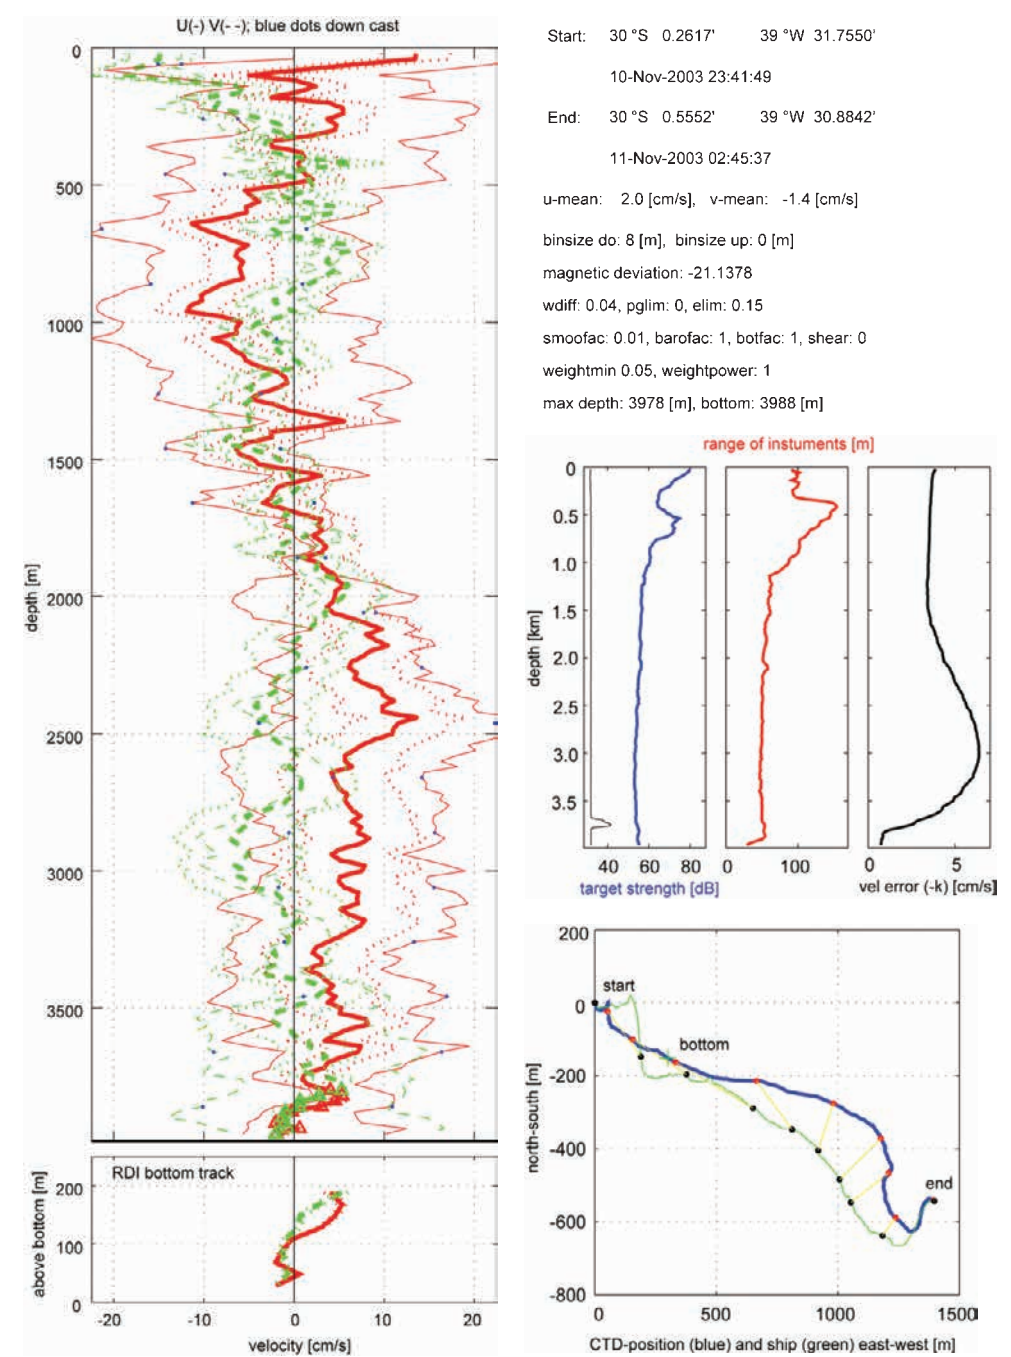 U(-) V(- -); blue dots down cast
0
500
1000
1500
2000
2500
3000
3500
depth [m]
RDI bottom track
200
100
0
above bottom [m]
-20 -10 0 10 20
velocity [cm/s]
Start: 30 °S 0.2617' 39 °W 31.7550'
10-Nov-2003 23:41:49
End: 30 °S 0.5552' 39 °W 30.8842'
11-Nov-2003 02:45:37
u-mean: 2.0 [cm/s], v-mean: -1.4 [cm/s]
binsize do: 8 [m], binsize up: 0 [m]
magnetic deviation: -21.1378
wdiff: 0.04, pglim: 0, elim: 0.15
smoofac: 0.01, barofac: 1, botfac: 1, shear: 0
weightmin 0.05, weightpower: 1
max depth: 3978 [m], bottom: 3988 [m]
range of instuments [m]
0
0.5
1.0
1.5
2.0
2.5
3.0
3.5
depth [km]
40 60 80 0 100 0 5
target strength [dB] vel error (-k) [cm/s]
200
0
-200
-400
-600
-800
north-south [m]
start
bottom
end
0 500 1000 1500
CTD-position (blue) and ship (green) east-west [m]